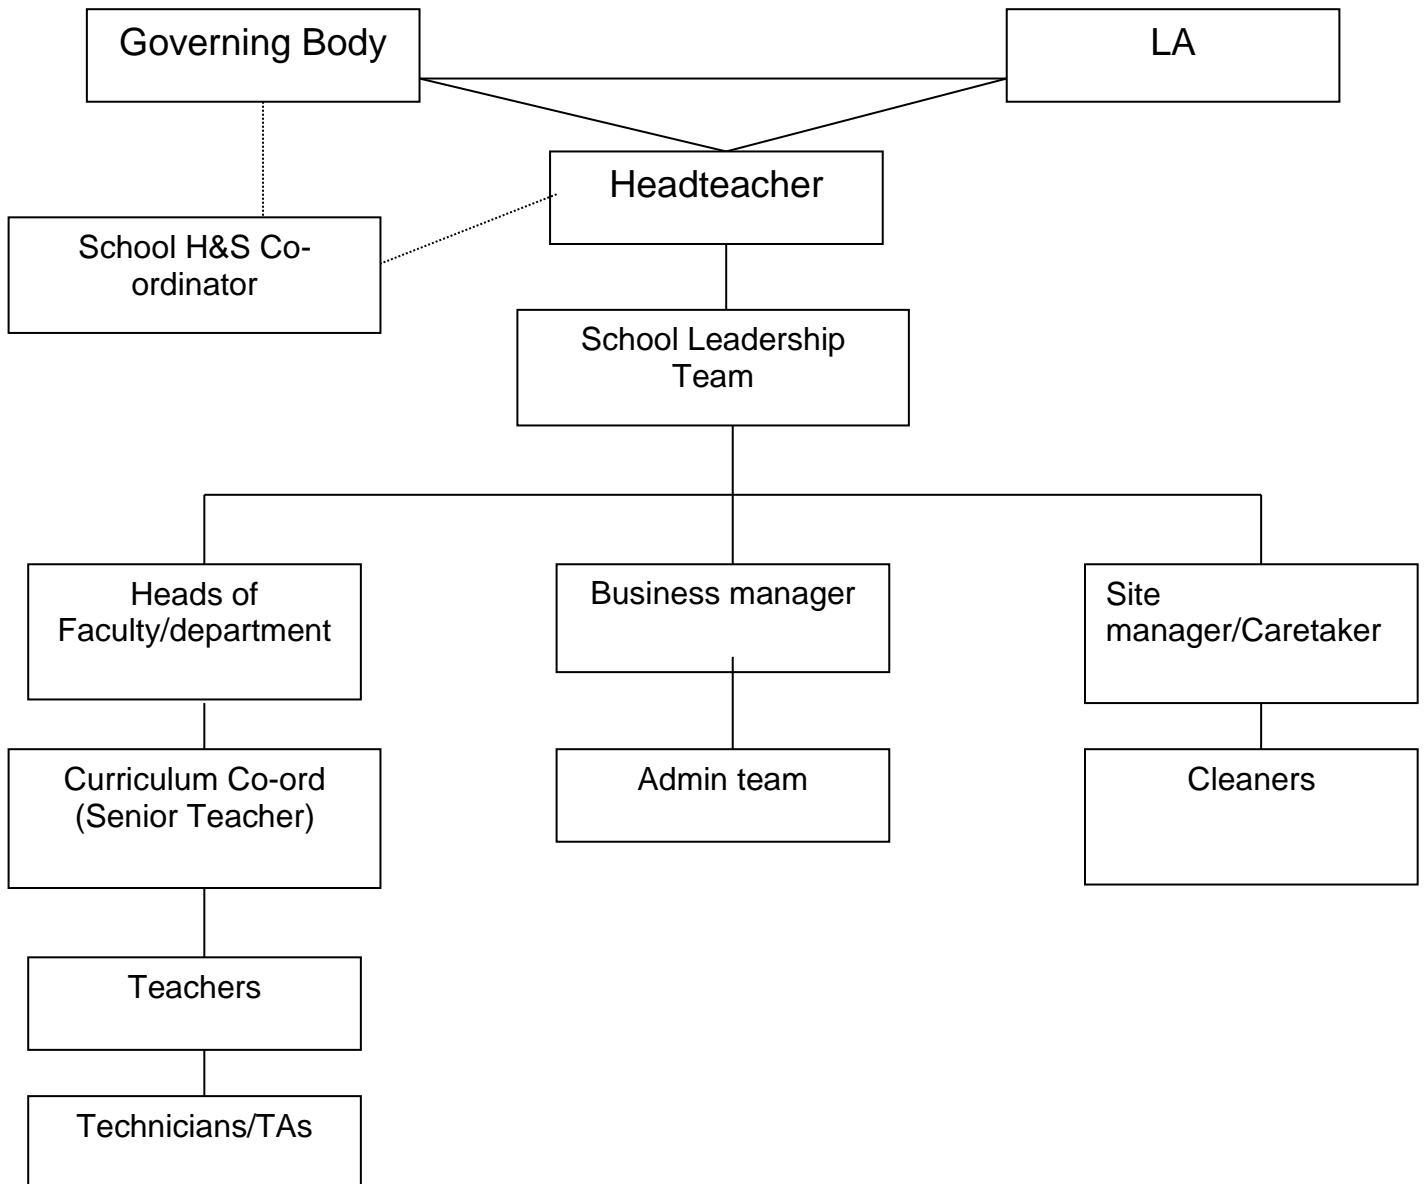 Governing Body
LA
Headteacher
School H&S Co-
ordinator
School Leadership
Team
Heads of
Faculty/department
Business manager
Site
manager/Caretaker
Curriculum Co-ord
(Senior Teacher)
Admin team
Cleaners
Teachers
Technicians/TAs